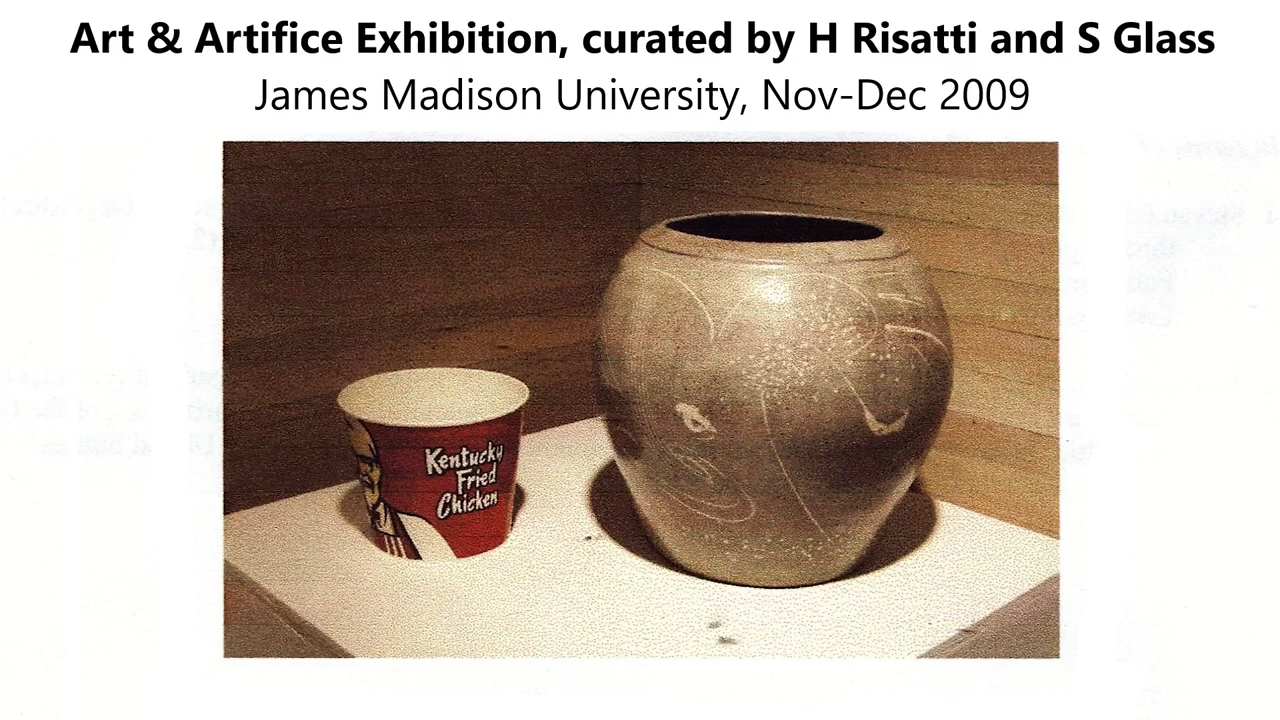 Art & Artifice Exhibition, curated by H Risatti and S Glass
James Madison University, Nov-Dec 2009
Kentucky
Fried
Chicken